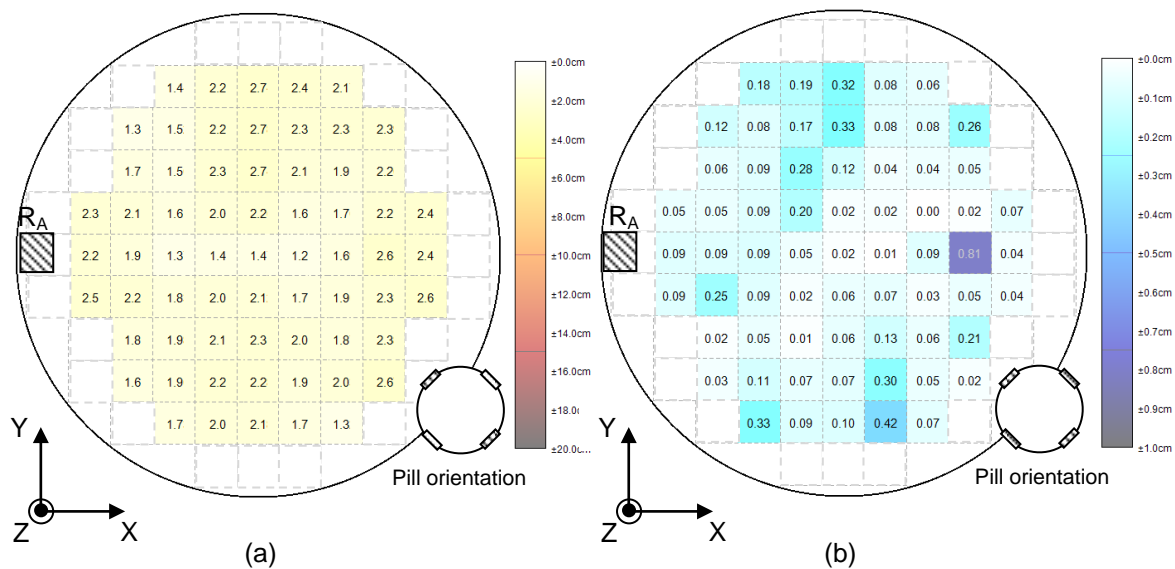 ±0.0cm
±2.0cm
±4.0cm
±6.0cm
±8.0cm
±10.0cm
±12.0cm
±14.0cm
±16.0cm
±18.0c
±20.0c...
1.4 2.2 2.7 2.4 2.1
1.3 1.5 2.2 2.7 2.3 2.3 2.3
1.7 1.5 2.3 2.7 2.1 1.9 2.2
2.3 2.1 1.6 2.0 2.2 1.6 1.7 2.2 2.4
RA
2.2 1.9 1.3 1.4 1.4 1.2 1.6 2.6 2.4
2.5 2.2 1.8 2.0 2.1 1.7 1.9 2.3 2.6
1.8 1.9 2.1 2.3 2.0 1.8 2.3
1.6 1.9 2.2 2.2 1.9 2.0 2.6
1.7 2.0 2.1 1.7 1.3
Pill orientation
Y
Z
X
(a)
±0.0cm
±0.1cm
±0.2cm
±0.3cm
±0.4cm
±0.5cm
±0.6cm
±0.7cm
±0.8cm
±0.9cm
±1.0cm
0.18 0.19 0.32 0.08 0.06
0.12 0.08 0.17 0.33 0.08 0.08 0.26
0.06 0.09 0.28 0.12 0.04 0.04 0.05
0.05 0.05 0.09 0.20 0.02 0.02 0.00 0.02 0.07
RA
0.09 0.09 0.09 0.05 0.02 0.01 0.09 0.81 0.04
0.09 0.25 0.09 0.02 0.06 0.07 0.03 0.05 0.04
0.02 0.05 0.01 0.06 0.13 0.06 0.21
0.03 0.11 0.07 0.07 0.30 0.05 0.02
0.33 0.09 0.10 0.42 0.07
Pill orientation
Y
Z
X
(b)